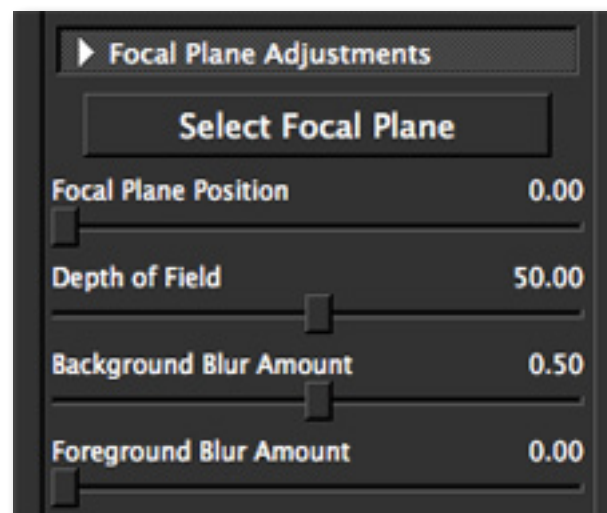 Focal Plane Adjustments
Select Focal Plane
Focal Plane Position 0.00
Depth of Field 50.00
Background Blur Amount 0.50
Foreground Blur Amount 0.00